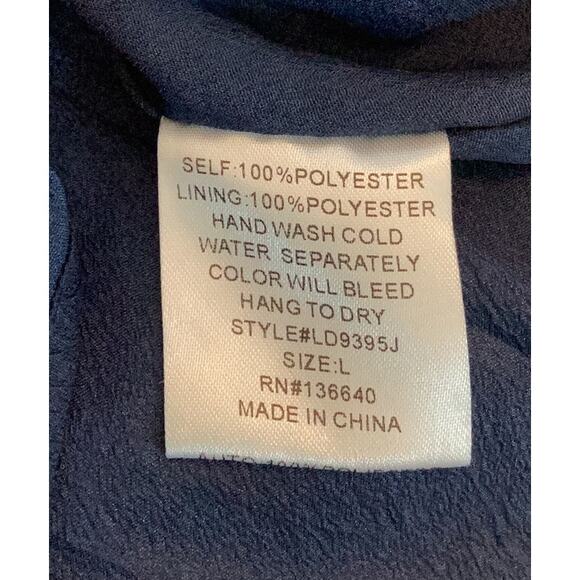 SELF:100%POLYESTER
LINING:100%POLYESTER
HAND WASH COLD
WATER SEPARATELY
COLOR WILL BLEED
HANG TO DRY
STYLE#LD9395J
SIZE:L
RN#136640
MADE IN CHINA